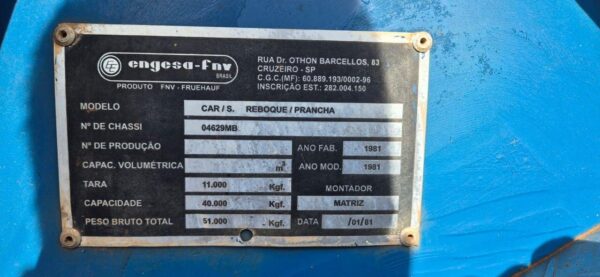 engesa-fnv
BRASIL
PRODUTO FNV - FRUEHAUF
RUA Dr. OTHON BARCELLOS, 83
CRUZEIRO - SP
C.G.C.(MF): 60.889.193/0002-96
INSCRIÇÃO EST.: 282.004.150
MODELO CAR / S. REBOQUE / PRANCHA
Nº DE CHASSI 04629MB
Nº DE PRODUÇÃO ANO FAB. 1981
CAPAC. VOLUMÉTRICA m³ ANO MOD. 1981
TARA 11.000 Kgf. MONTADOR
CAPACIDADE 40.000 Kgf. MATRIZ
PESO BRUTO TOTAL 51.000 Kgf. DATA /01/81